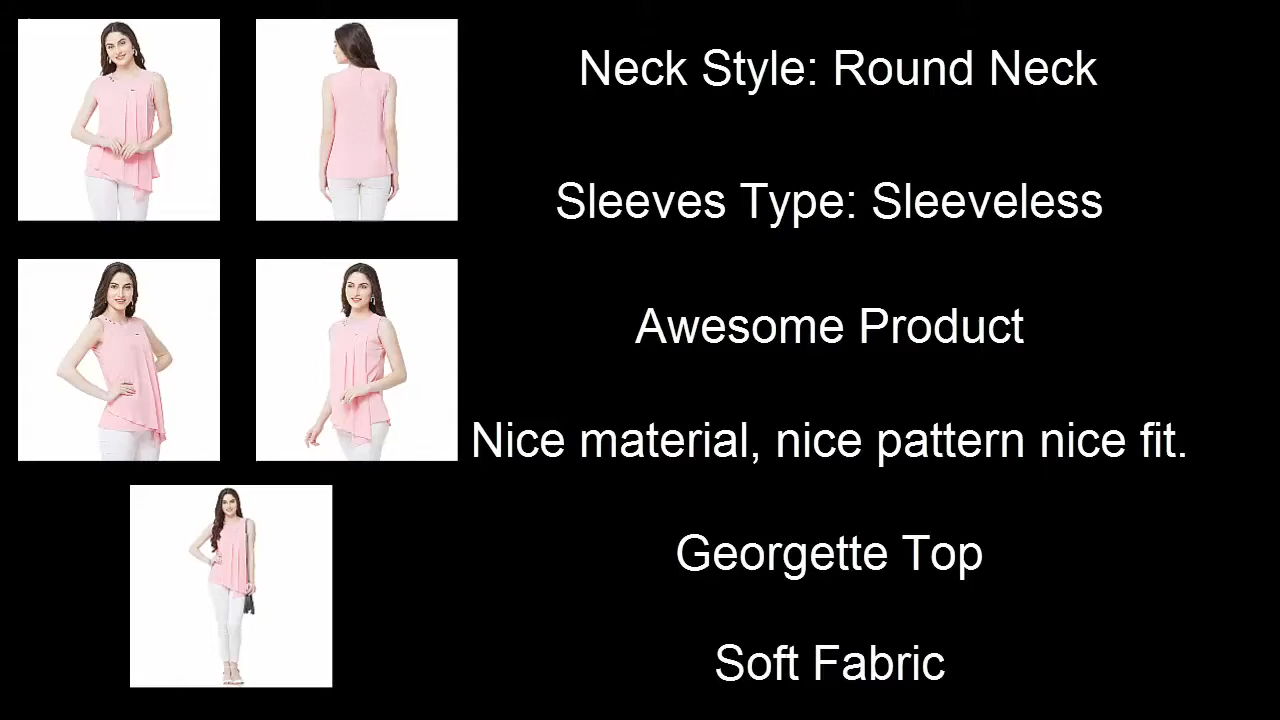 Neck Style: Round Neck
Sleeves Type: Sleeveless
Awesome Product
Nice material, nice pattern nice fit.
Georgette Top
Soft Fabric